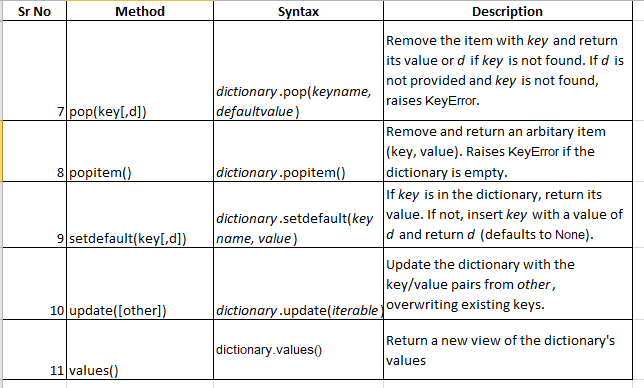 Sr No Method Syntax Description
Remove the item with key and return
its value or d if key is not found. If d is
not provided and key is not found,
raises KeyError.
dictionary.pop(keyname,
defaultvalue)
7 pop(key[,d])
Remove and return an arbitary item
(key, value). Raises KeyError if the
dictionary is empty.
8 popitem() dictionary.popitem()
If key is in the dictionary, return its
value. If not, insert key with a value of
d and return d (defaults to None).
dictionary.setdefault(key
name, value)
9 setdefault(key[,d])
Update the dictionary with the
key/value pairs from other,
overwriting existing keys.
10 update([other]) dictionary.update(iterable)
Return a new view of the dictionary's
values
dictionary.values()
11 values()